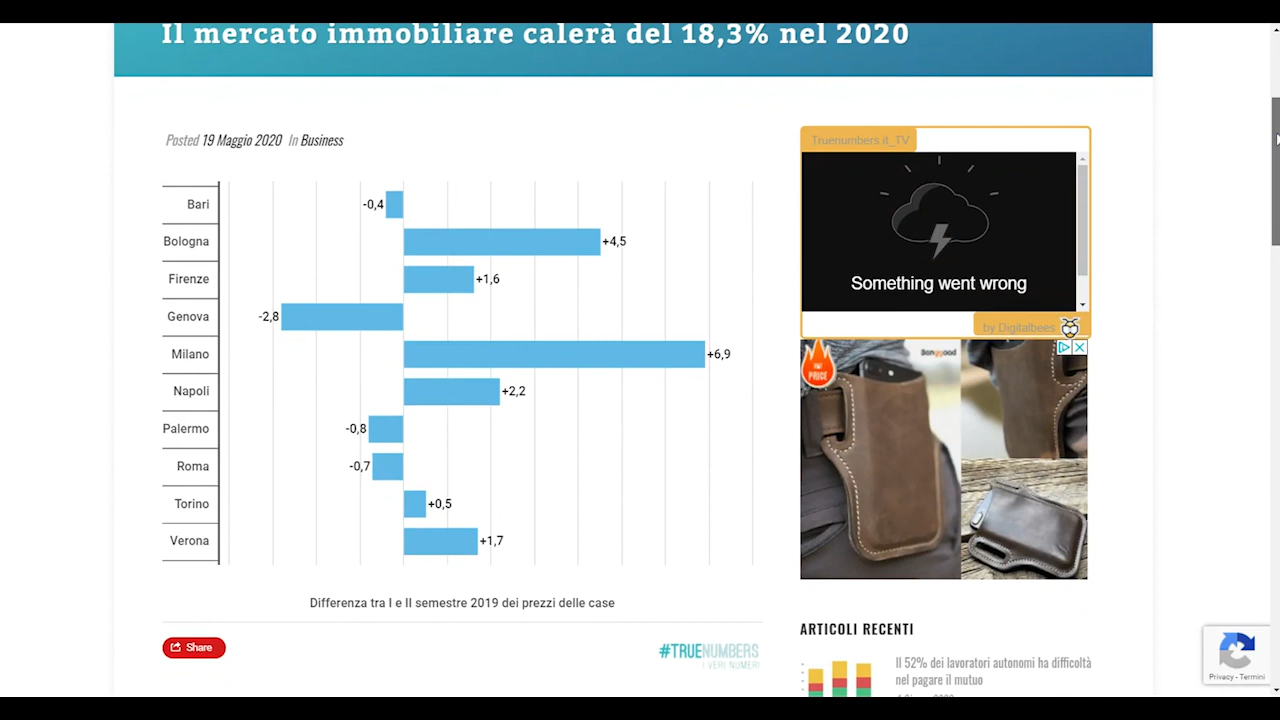 Il mercato immobiliare calerà del 18,3% nel 2020
Posted 19 Maggio 2020 In Business
Bari -0,4
Bologna +4,5
Firenze +1,6
Genova -2,8
Milano +6,9
Napoli +2,2
Palermo -0,8
Roma -0,7
Torino +0,5
Verona +1,7
Differenza tra I e II semestre 2019 dei prezzi delle case
Share
#TRUENUMBERS
I VERI NUMERI
Truenumbers.it_TV
Something went wrong
by Digitalbees
Banggood
PRICE
ARTICOLI RECENTI
Il 52% dei lavoratori autonomi ha difficoltà
nel pagare il mutuo
Privacy - Termini